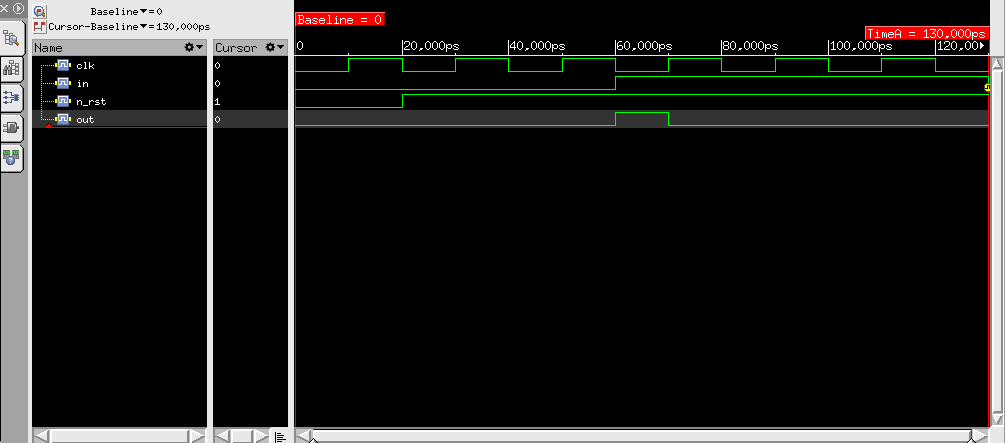 Baseline=0
Cursor-Baseline=130,000ps
Name Cursor
clk 0
in 0
n_rst 1
out 0
Baseline = 0
TimeA = 130,000ps
0 20,000ps 40,000ps 60,000ps 80,000ps 100,000ps 120,00